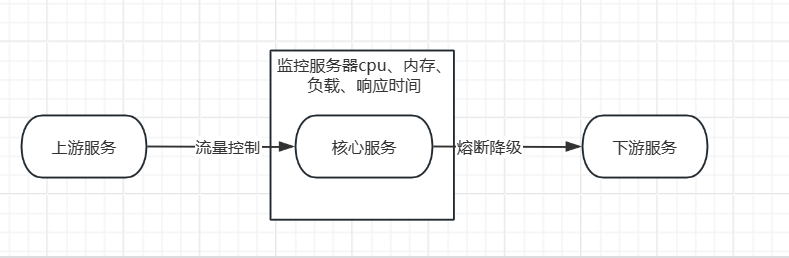 监控服务器cpu、内存、
负载、响应时间
上游服务
流量控制
核心服务
熔断降级
下游服务